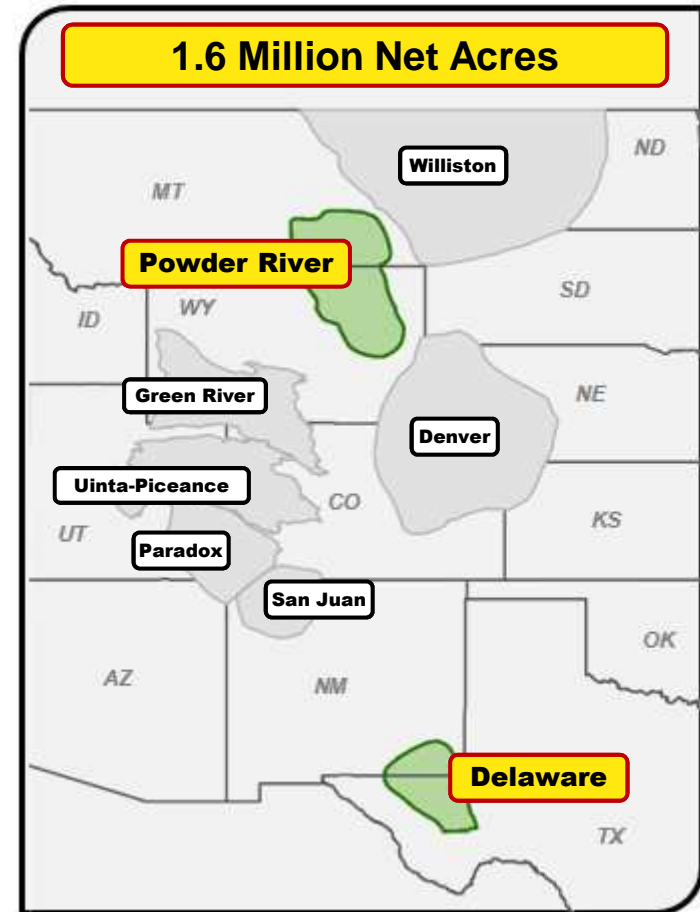 1.6 Million Net Acres
Williston
ND
MT
Powder River
SD
ID
WY
Green River
NE
Denver
Uinta-Piceance
CO
KS
UT
Paradox
San Juan
OK
AZ
NM
Delaware
TX